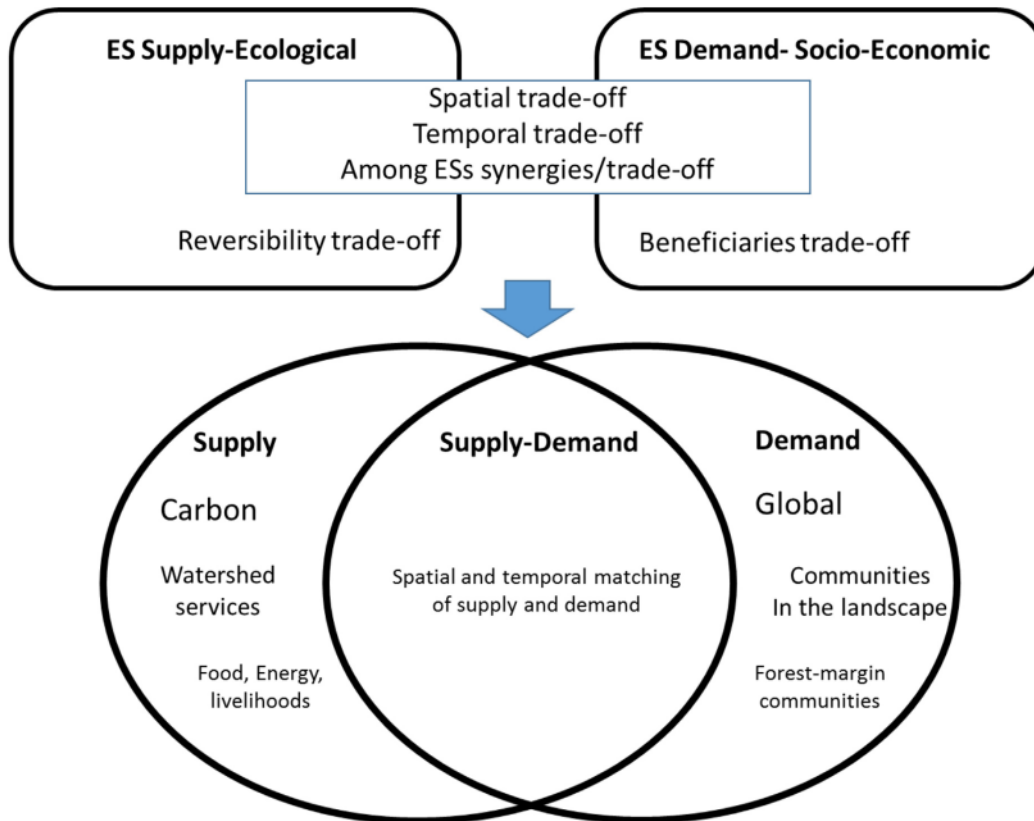 ES Supply-Ecological
ES Demand- Socio-Economic
Spatial trade-off
Temporal trade-off
Among ESs synergies/trade-off
Reversibility trade-off
Beneficiaries trade-off
Supply
Supply-Demand
Demand
Carbon
Global
Watershed
services
Spatial and temporal matching
of supply and demand
Communities
In the landscape
Food, Energy,
livelihoods
Forest-margin
communities